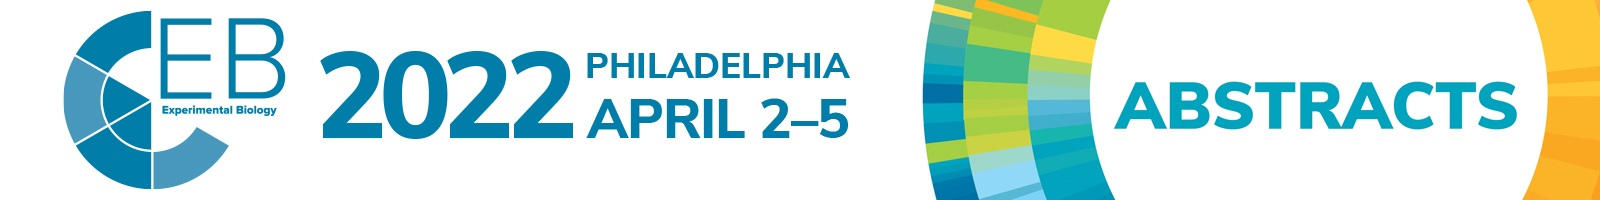 EB
Experimental Biology
2022
PHILADELPHIA
APRIL 2–5
ABSTRACTS